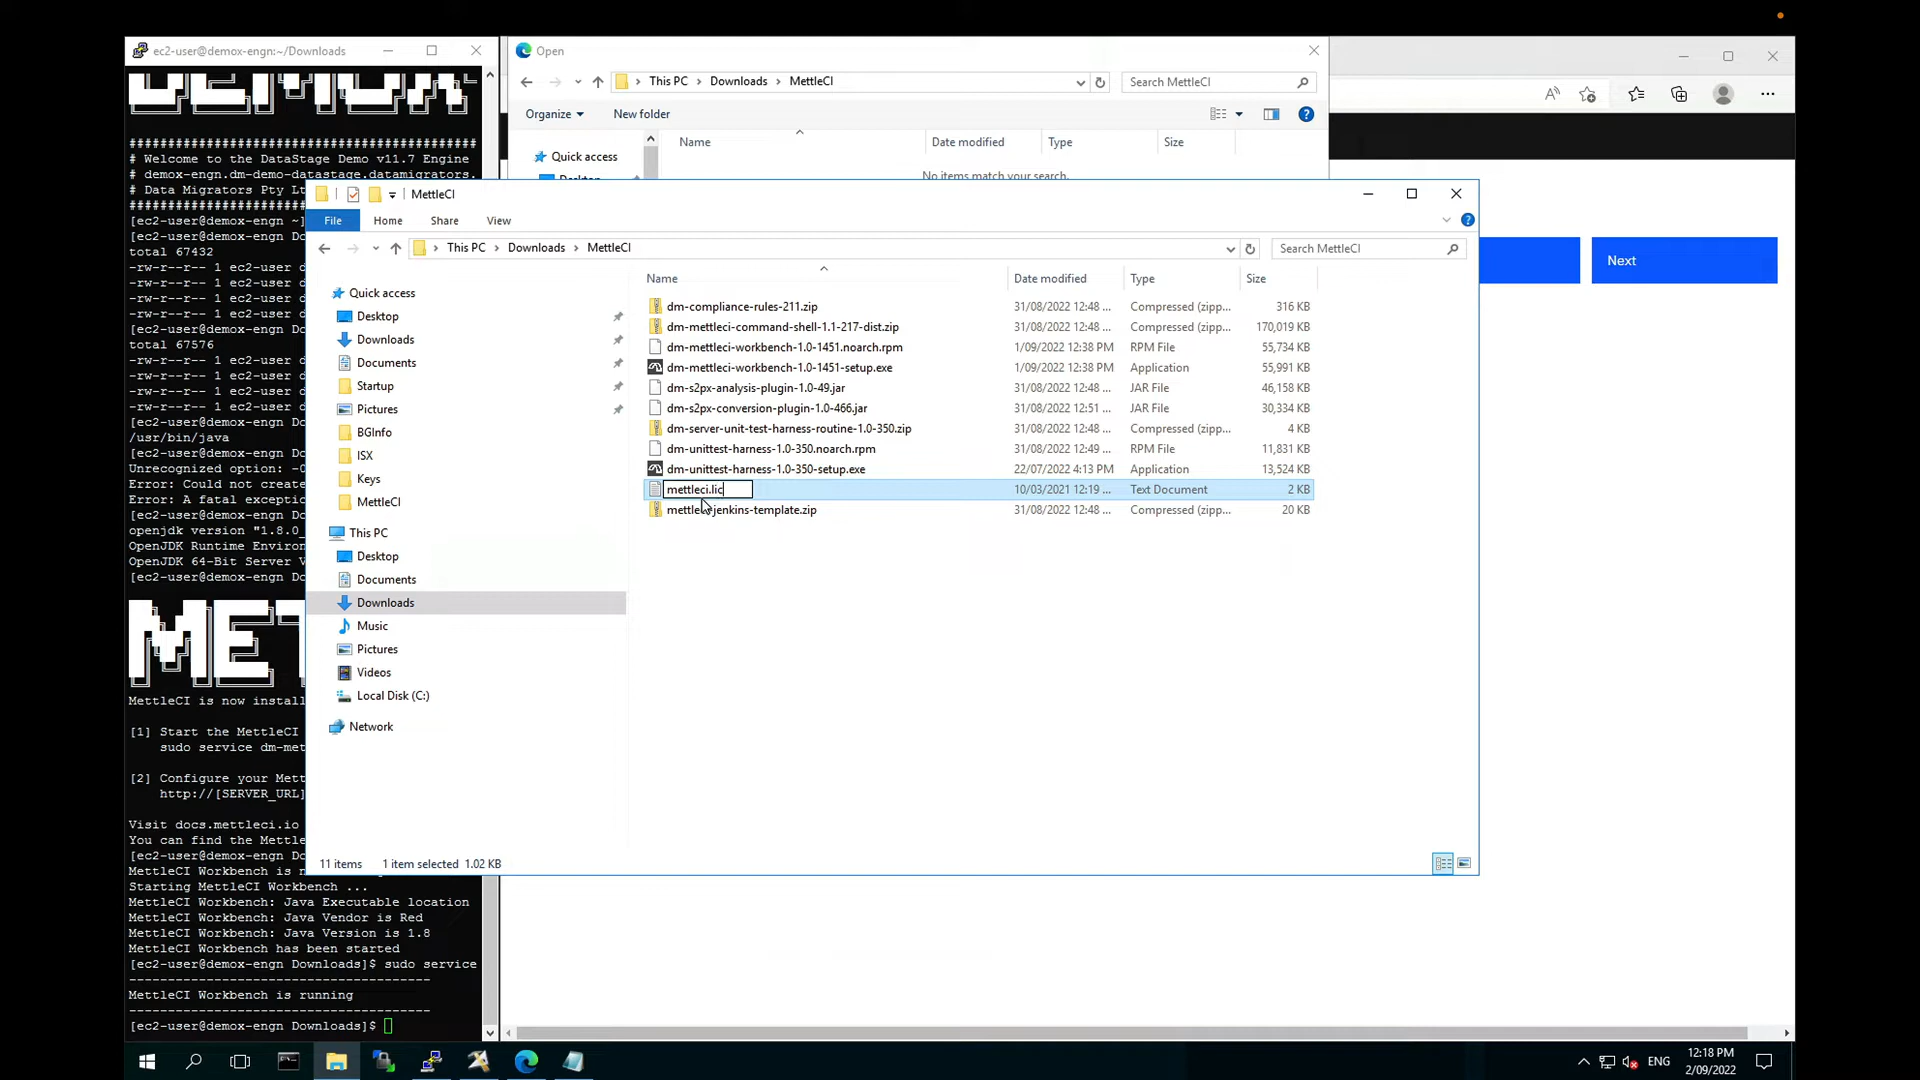 ec2-user@demox-engn:~/Downloads
#############################################
# Welcome to the DataStage Demo v11.7 Engine
# demox-engn.dm-demo-datastage.datamigrators.
# Data Migrators Pty Lt
[ec2-user@demox-engn ~]
[ec2-user@demox-engn Do
total 67432
-rw-r--r-- 1 ec2-user d
-rw-r--r-- 1 ec2-user d
-rw-r--r-- 1 ec2-user d
-rw-r--r-- 1 ec2-user d
[ec2-user@demox-engn Do
total 67576
-rw-r--r-- 1 ec2-user d
-rw-r--r-- 1 ec2-user d
-rw-r--r-- 1 ec2-user d
-rw-r--r-- 1 ec2-user d
[ec2-user@demox-engn Do
/usr/bin/java
[ec2-user@demox-engn Do
Unrecognized option: -
Error: Could not create
Error: A fatal exceptio
[ec2-user@demox-engn Do
openjdk version "1.8.0_
OpenJDK Runtime Environ
OpenJDK 64-Bit Server V
[ec2-user@demox-engn Do
MET
MettleCI is now install
[1] Start the MettleCI
sudo service dm-met
[2] Configure your Mett
http://[SERVER_URL]
Visit docs.mettleci.io
You can find the Mettle
[ec2-user@demox-engn Do
MettleCI Workbench is n
Starting MettleCI Workbench ...
MettleCI Workbench: Java Executable location
MettleCI Workbench: Java Vendor is Red
MettleCI Workbench: Java Version is 1.8
MettleCI Workbench has been started
[ec2-user@demox-engn Downloads]$ sudo service
---------------------------------------
MettleCI Workbench is running
---------------------------------------
[ec2-user@demox-engn Downloads]$
Open
This PC > Downloads > MettleCI
Search MettleCI
Organize
New folder
Name
Date modified
Type
Size
Quick access
Desktop
No items match your search.
Next
MettleCI
File
Home
Share
View
This PC > Downloads > MettleCI
Search MettleCI
Quick access
Desktop
Downloads
Documents
Startup
Pictures
BGInfo
ISX
Keys
MettleCI
This PC
Desktop
Documents
Downloads
Music
Pictures
Videos
Local Disk (C:)
Network
Name Date modified Type Size
dm-compliance-rules-211.zip 31/08/2022 12:48 ... Compressed (zipp... 316 KB
dm-mettleci-command-shell-1.1-217-dist.zip 31/08/2022 12:48 ... Compressed (zipp... 170,019 KB
dm-mettleci-workbench-1.0-1451.noarch.rpm 1/09/2022 12:38 PM RPM File 55,734 KB
dm-mettleci-workbench-1.0-1451-setup.exe 1/09/2022 12:38 PM Application 55,991 KB
dm-s2px-analysis-plugin-1.0-49.jar 31/08/2022 12:48 ... JAR File 46,158 KB
dm-s2px-conversion-plugin-1.0-466.jar 31/08/2022 12:51 ... JAR File 30,334 KB
dm-server-unit-test-harness-routine-1.0-350.zip 31/08/2022 12:48 ... Compressed (zipp... 4 KB
dm-unittest-harness-1.0-350.noarch.rpm 31/08/2022 12:49 ... RPM File 11,831 KB
dm-unittest-harness-1.0-350-setup.exe 22/07/2022 4:13 PM Application 13,524 KB
mettleci.lic 10/03/2021 12:19 ... Text Document 2 KB
mettleci-jenkins-template.zip 31/08/2022 12:48 ... Compressed (zipp... 20 KB
11 items 1 item selected 1.02 KB
ENG
12:18 PM
2/09/2022